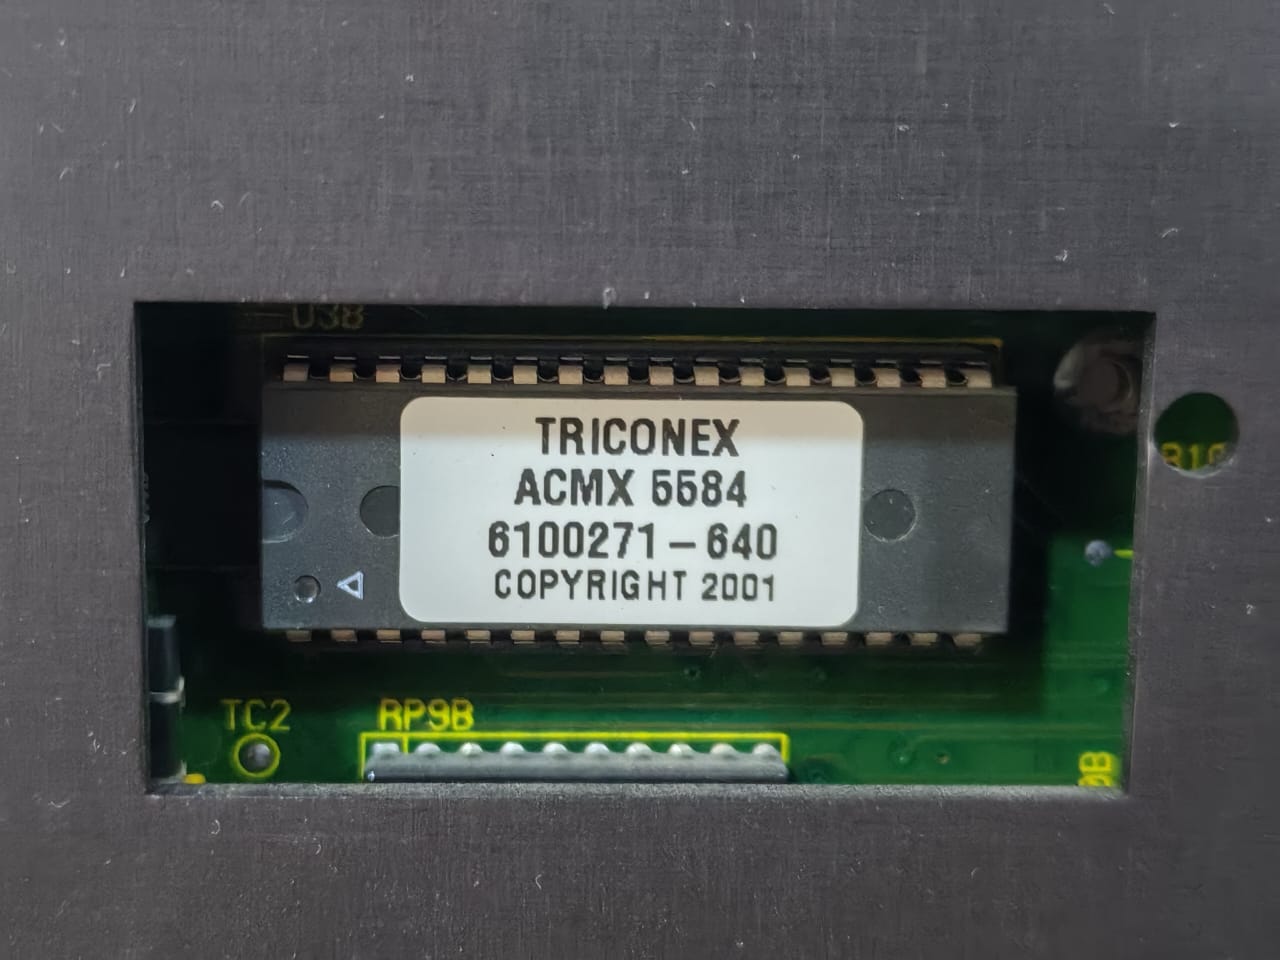 U38
TRICONEX
ACMX 5584
6100271-640
COPYRIGHT 2001
TC2
RP9B